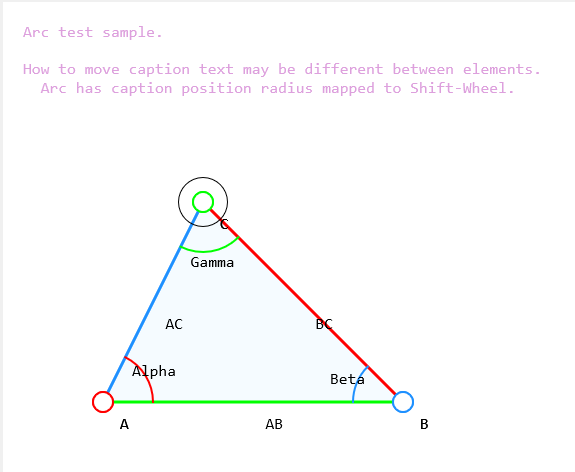 Arc test sample.
How to move caption text may be different between elements.
Arc has caption position radius mapped to Shift-Wheel.
C
Gamma
AC
BC
Alpha
Beta
A
AB
B